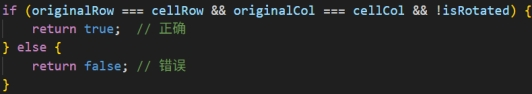 if (originalRow === cellRow && originalCol === cellCol && !isRotated) {
    return true;  // 正确
} else {
    return false; // 错误
}